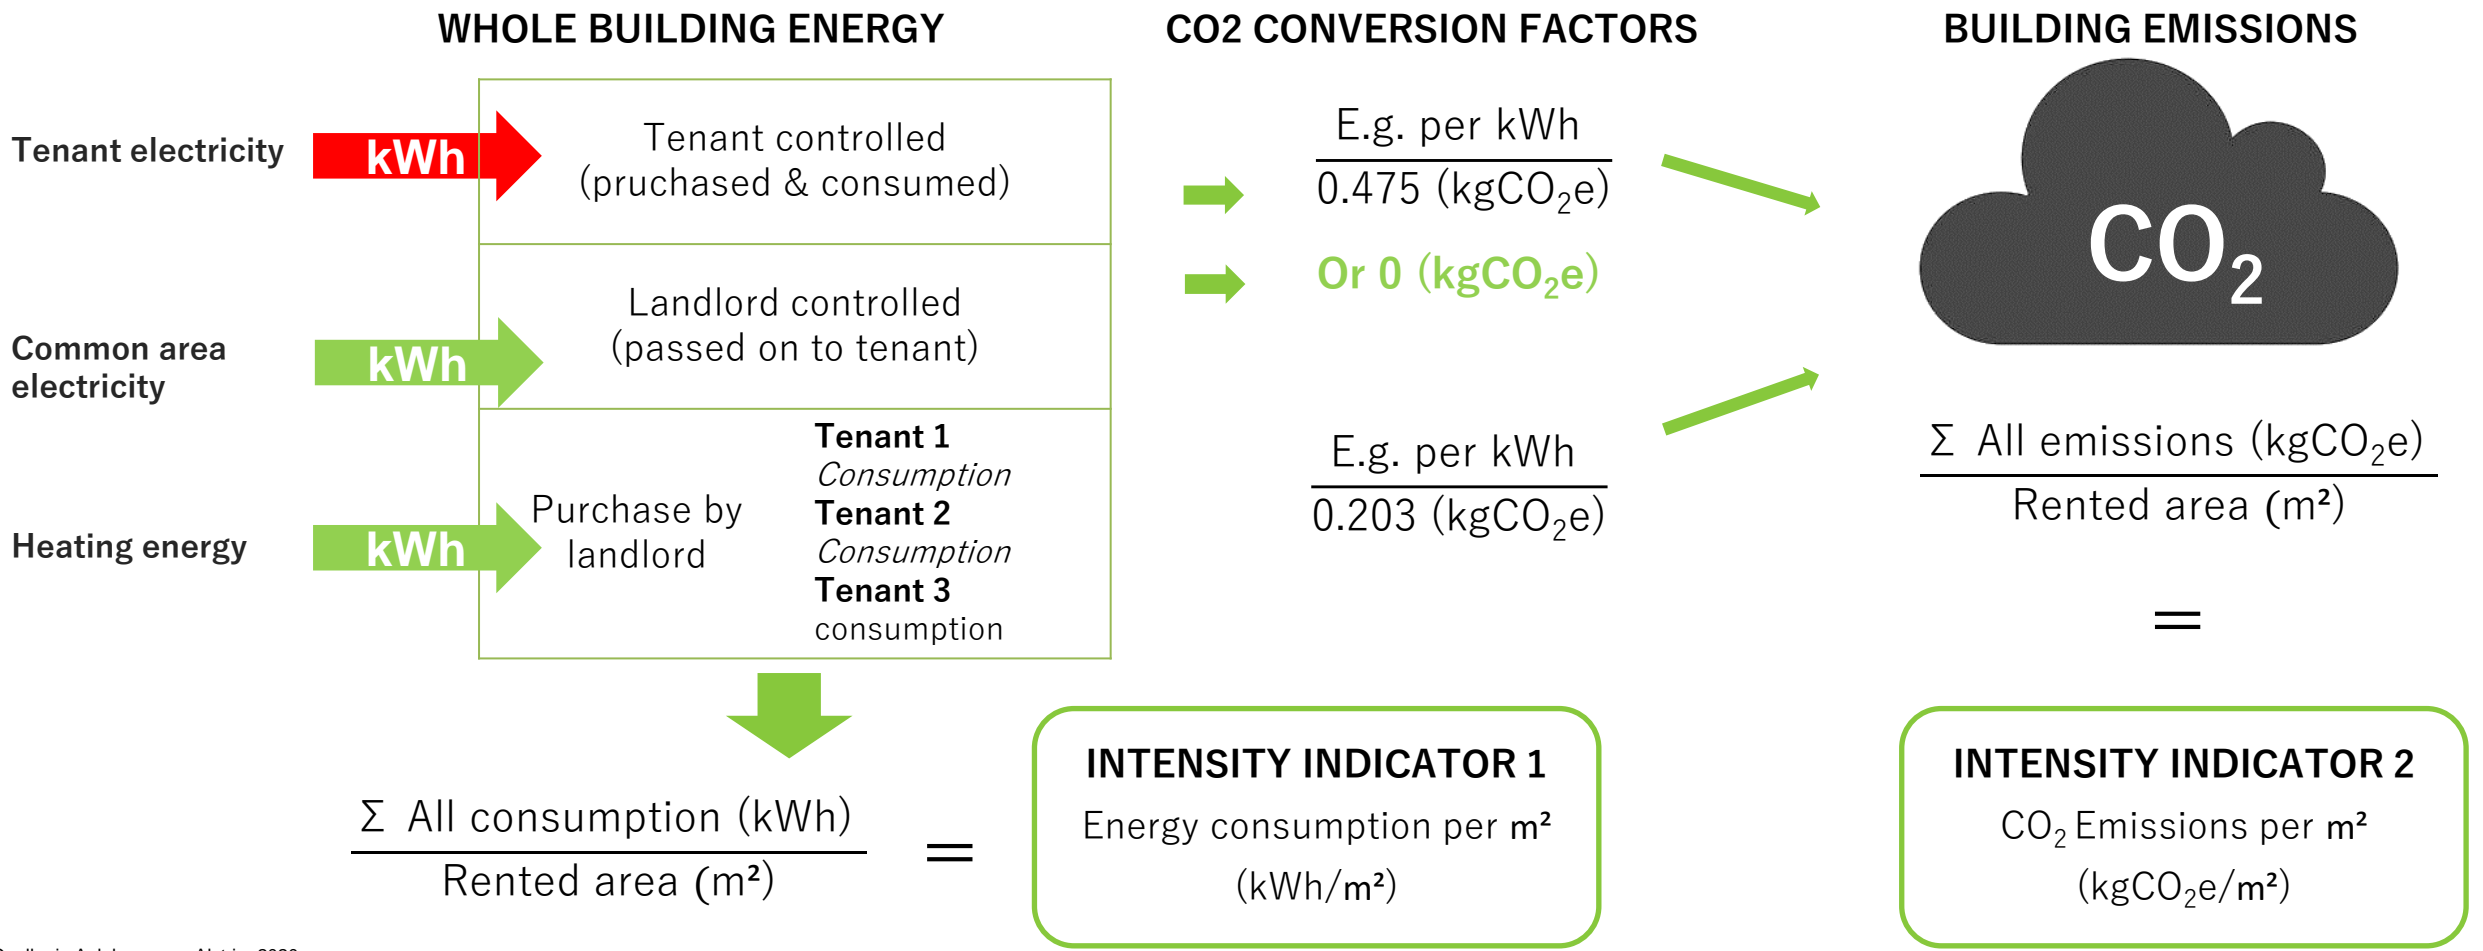 WHOLE BUILDING ENERGY
CO2 CONVERSION FACTORS
BUILDING EMISSIONS
Tenant electricity
kWh
Tenant controlled
(pruchased & consumed)
E.g. per kWh
0.475 (kgCO₂e)
Or 0 (kgCO₂e)
CO₂
Common area
electricity
kWh
Landlord controlled
(passed on to tenant)
Heating energy
kWh
Purchase by
landlord
Tenant 1
Consumption
Tenant 2
Consumption
Tenant 3
consumption
E.g. per kWh
0.203 (kgCO₂e)
Σ All emissions (kgCO₂e)
Rented area (m²)
=
Σ All consumption (kWh)
Rented area (m²)
=
INTENSITY INDICATOR 1
Energy consumption per m²
(kWh/m²)
INTENSITY INDICATOR 2
CO₂ Emissions per m²
(kgCO₂e/m²)